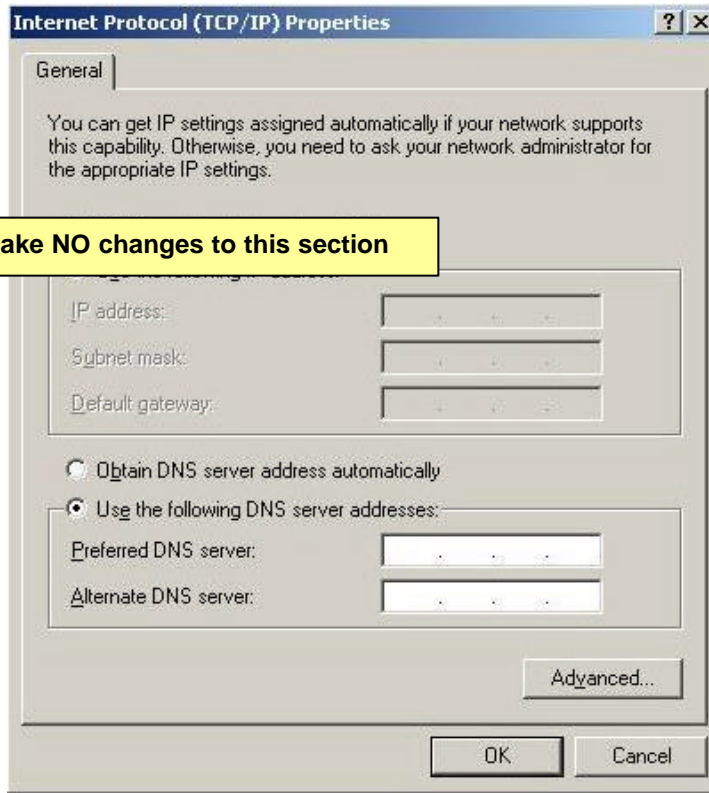 Internet Protocol (TCP/IP) Properties
General
You can get IP settings assigned automatically if your network supports
this capability. Otherwise, you need to ask your network administrator for
the appropriate IP settings.
NO changes to this section
IP address:
Subnet mask:
Default gateway:
Obtain DNS server address automatically
Use the following DNS server addresses:
Preferred DNS server:
Alternate DNS server:
Advanced...
OK
Cancel